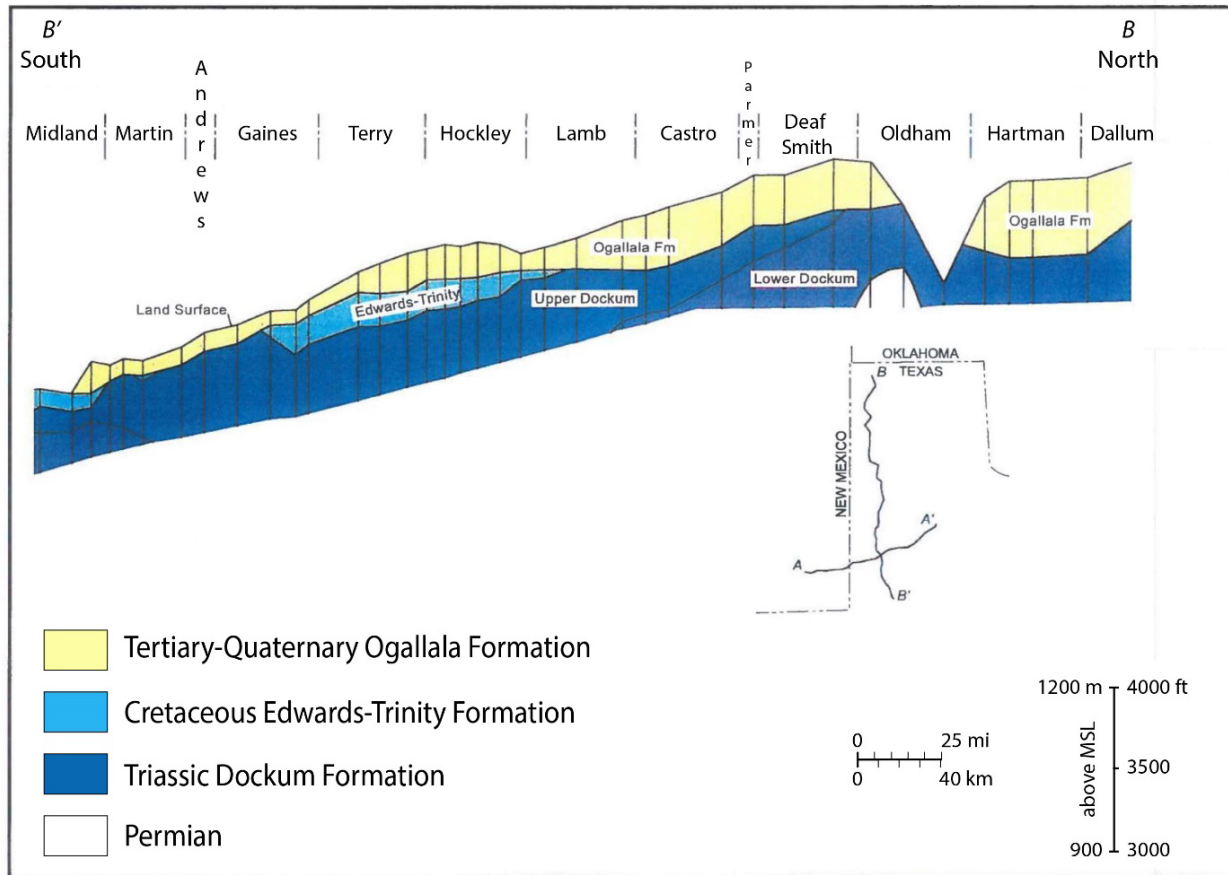 B'
South
B
North
Andrews
Parmer
Midland
Martin
Gaines
Terry
Hockley
Lamb
Castro
Deaf
Smith
Oldham
Hartman
Dallum
Ogallala Fm
Ogallala Fm
Land Surface
Edwards-Trinity
Upper Dockum
Lower Dockum
OKLAHOMA
TEXAS
B
NEW MEXICO
A'
A
B'
Tertiary-Quaternary Ogallala Formation
Cretaceous Edwards-Trinity Formation
Triassic Dockum Formation
Permian
0 25 mi
0 40 km
1200 m 4000 ft
above MSL
3500
900 3000